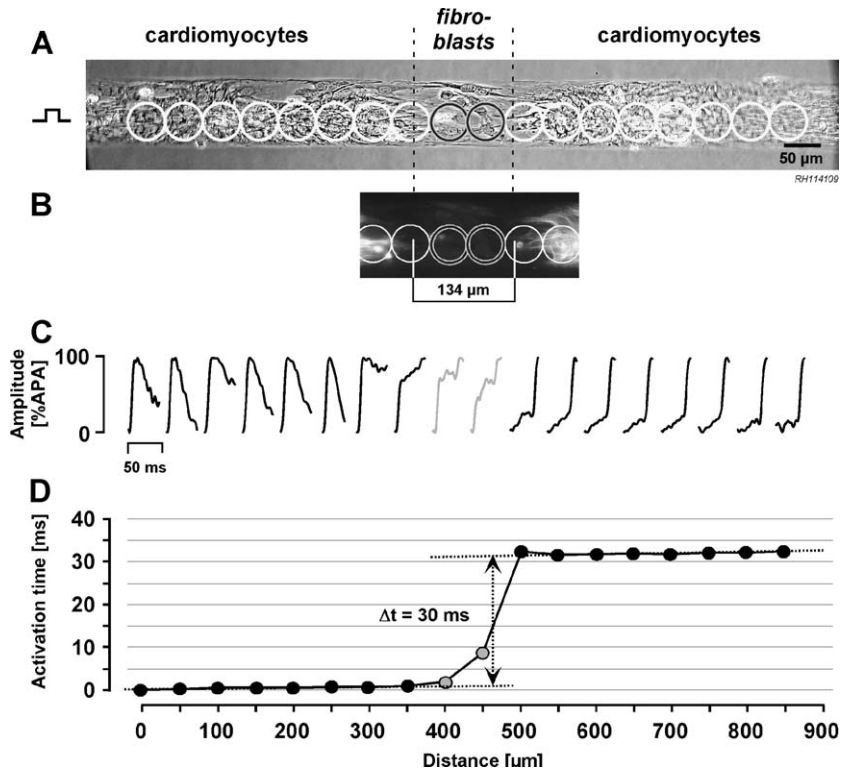 A
cardiomyocytes
fibro-
blasts
cardiomyocytes
50 µm
RH114109
B
134 µm
C
Amplitude
[%APA]
100
0
50 ms
D
Activation time [ms]
40
30
20
10
0
Δt = 30 ms
0 100 200 300 400 500 600 700 800 900
Distance [µm]